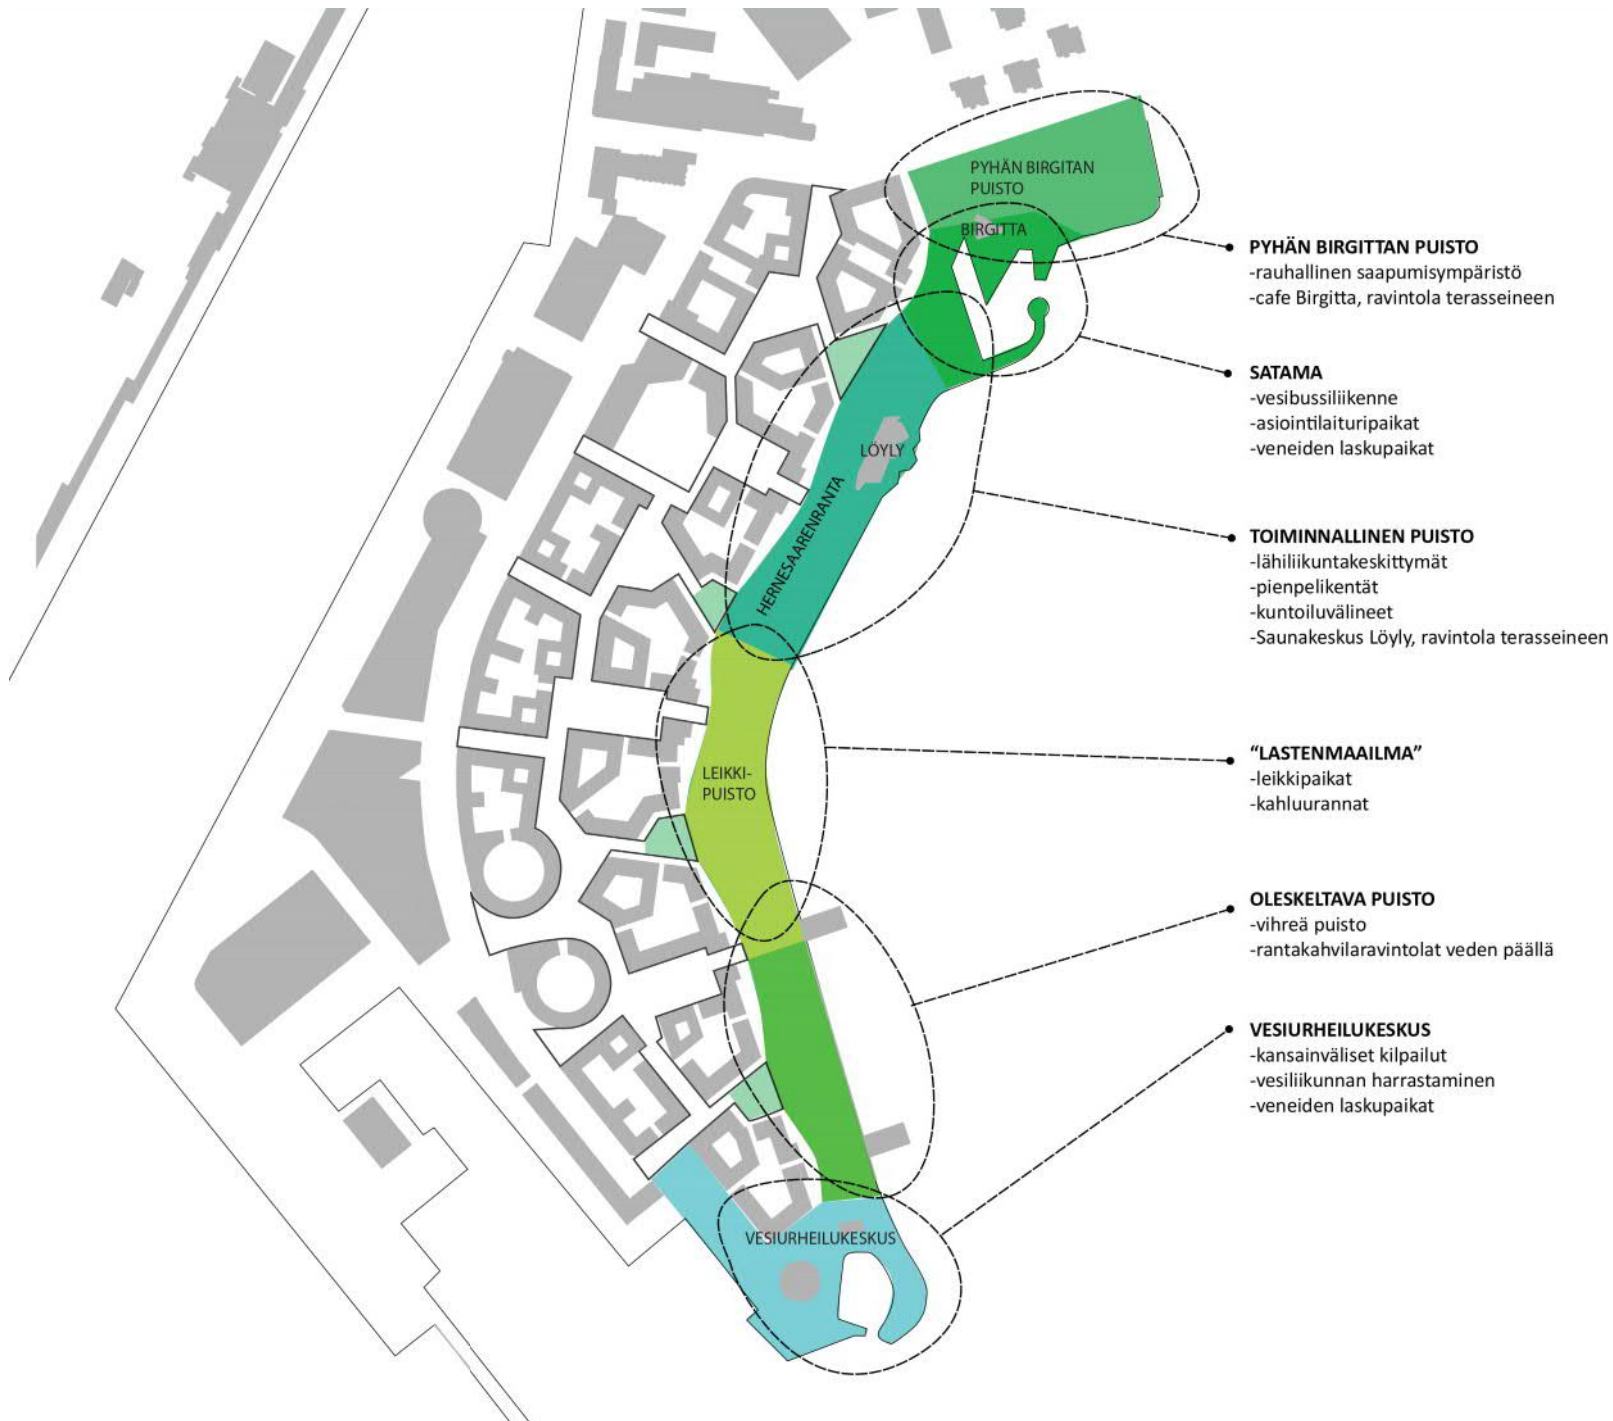 PYHÄN BIRGITAN
PUISTO
BIRGITTA
LÖYLY
HERNESAARENRANTA
LEIKKI-
PUISTO
VESIURHEILUKESKUS
PYHÄN BIRGITTAN PUISTO
-rauhallinen saapumisympäristö
-cafe Birgitta, ravintola terasseineen
SATAMA
-vesibussiliikenne
-asiointilaituripaikat
-veneiden laskupaikat
TOIMINNALLINEN PUISTO
-lähiliikuntakeskittymät
-pienpelikentät
-kuntoiluvälineet
-Saunakeskus Löyly, ravintola terasseineen
“LASTENMAAILMA”
-leikkipaikat
-kahluurannat
OLESKELTAVA PUISTO
-vihreä puisto
-rantakahvilaravintolat veden päällä
VESIURHEILUKESKUS
-kansainväliset kilpailut
-vesiliikunnan harrastaminen
-veneiden laskupaikat